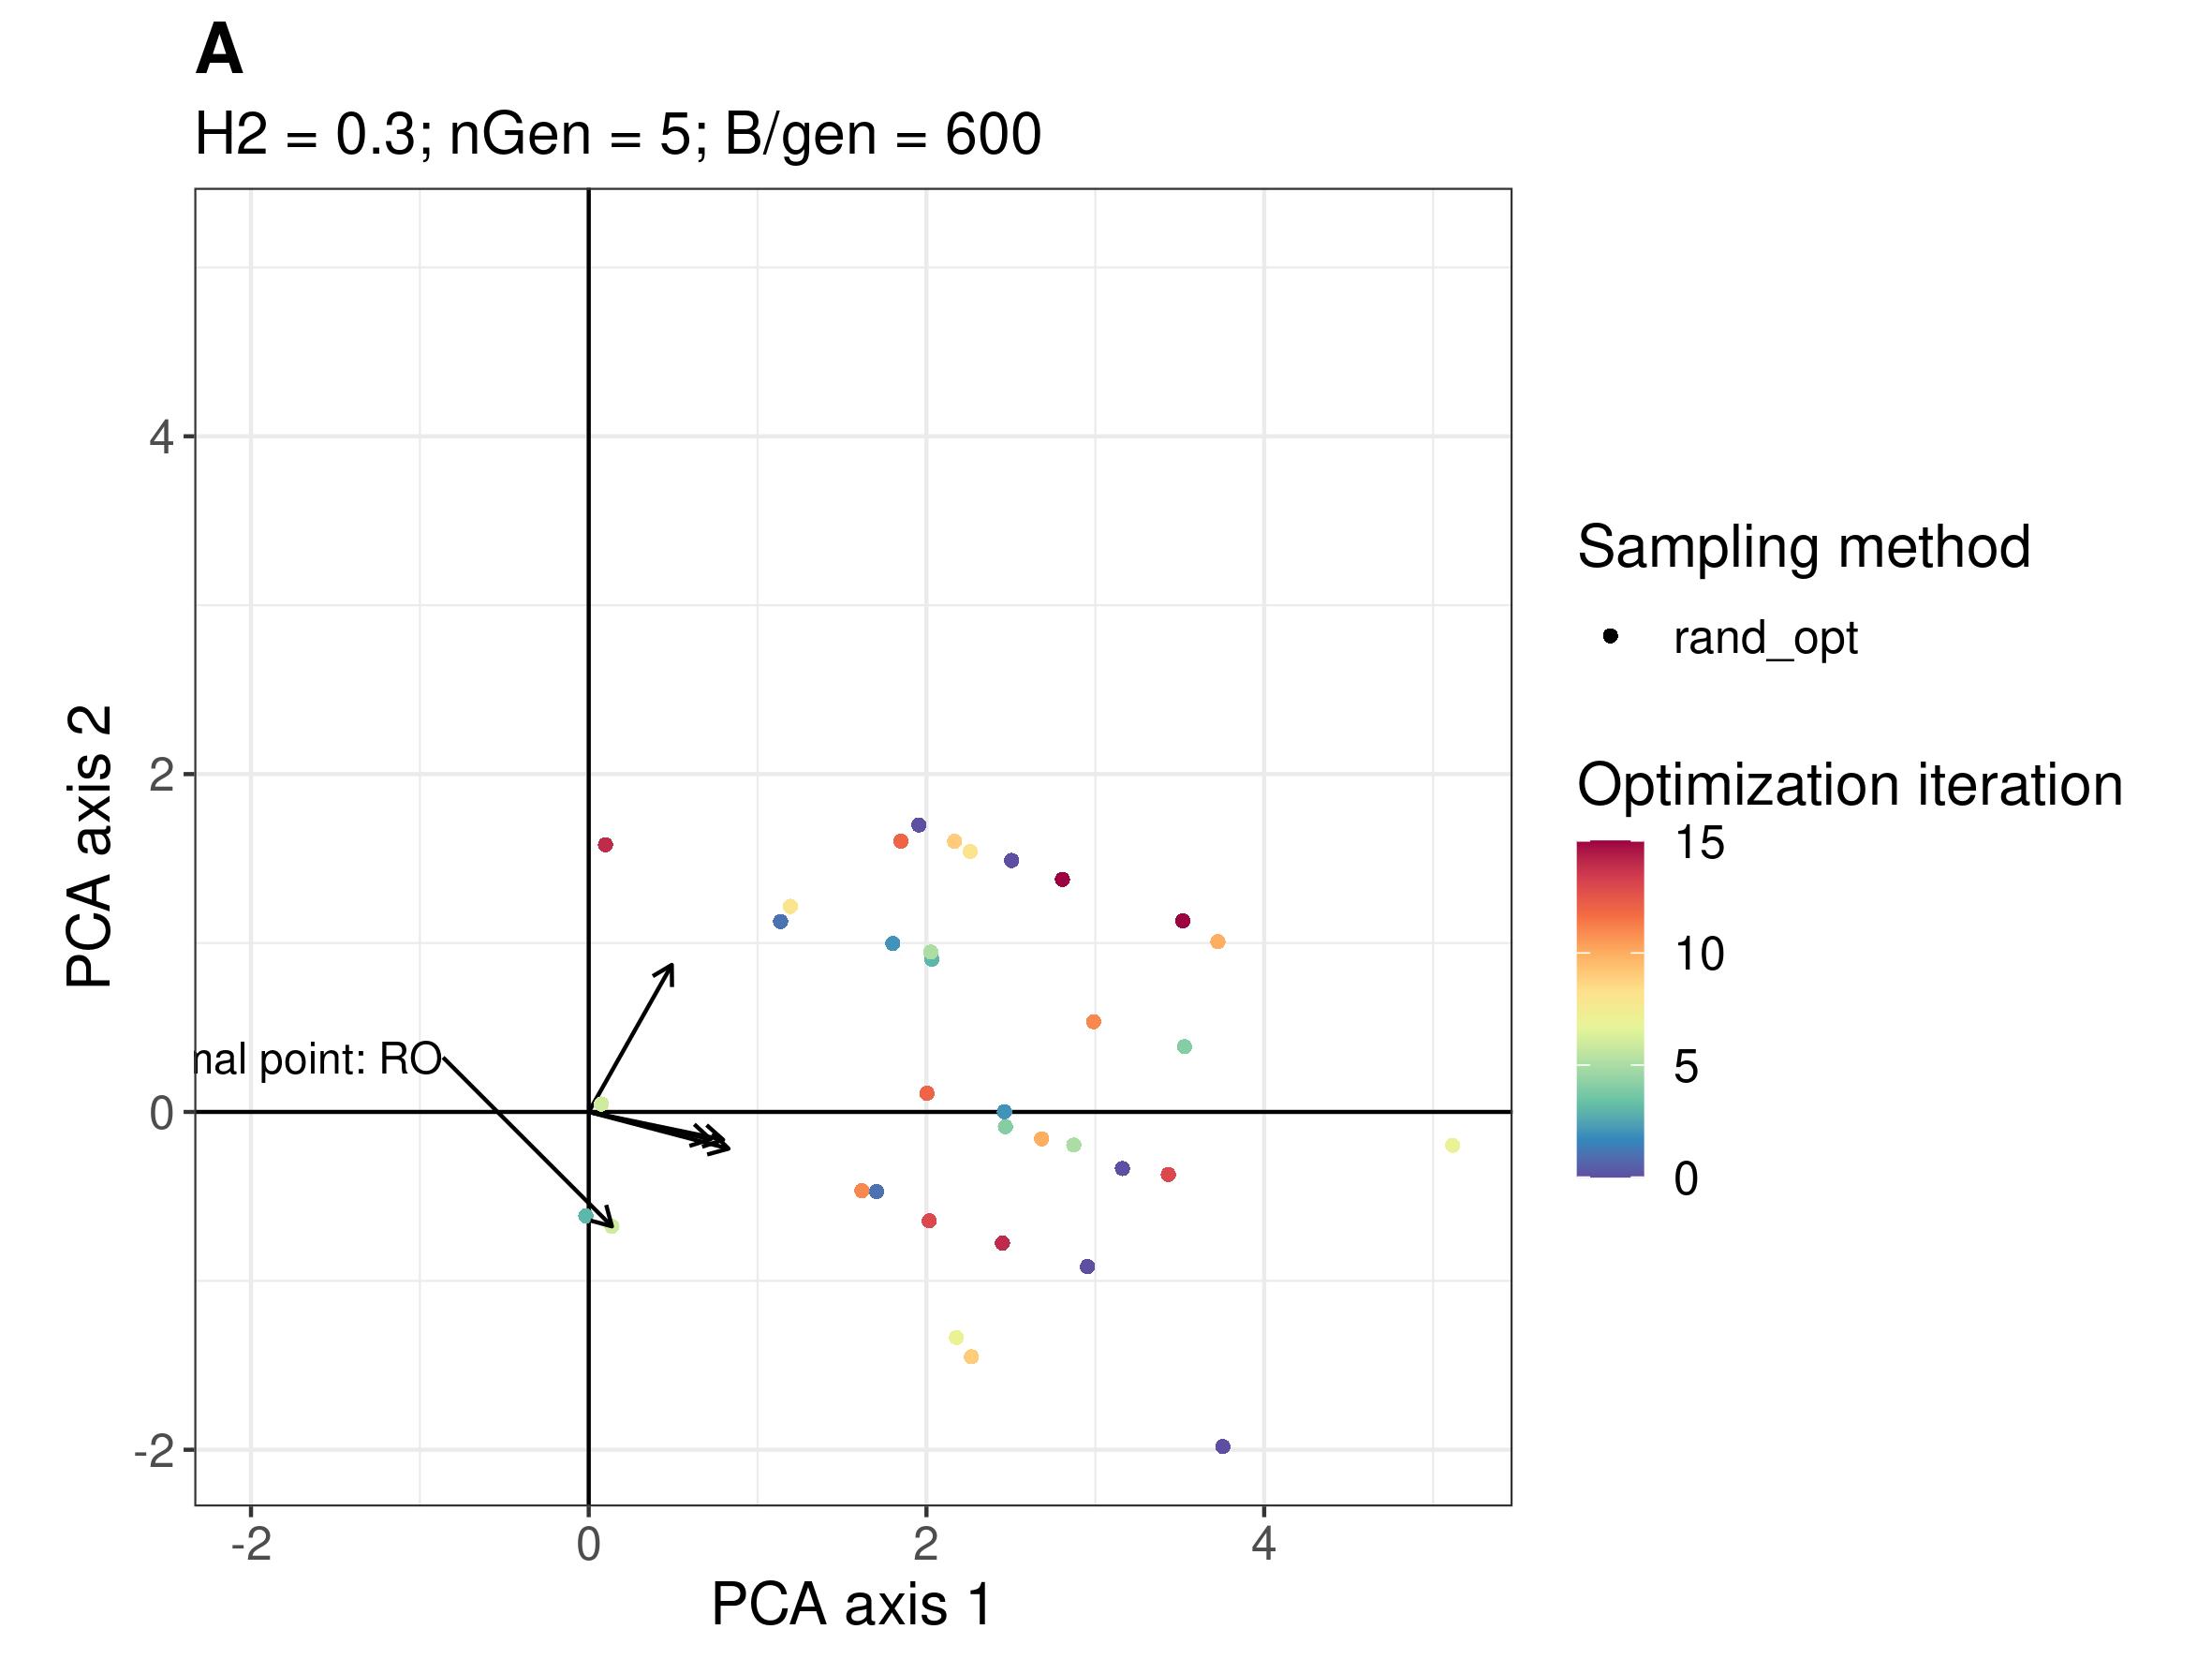 A
H2 = 0.3; nGen = 5; B/gen = 600
PCA axis 2
4
2
0
-2
nal point: RO
-2
0
2
4
PCA axis 1
Sampling method
rand_opt
Optimization iteration
15
10
5
0